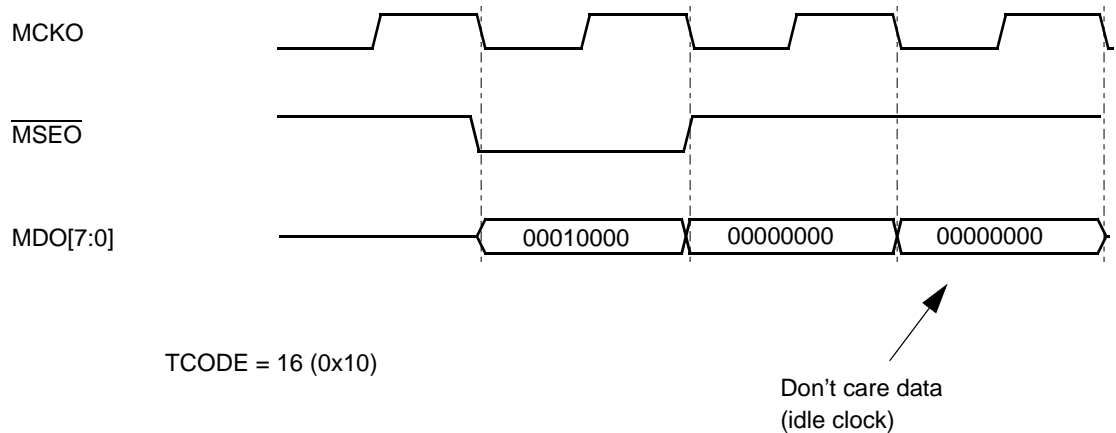 MCKO
MSEO
MDO[7:0]
00010000
00000000
00000000
TCODE = 16 (0x10)
Don't care data
(idle clock)